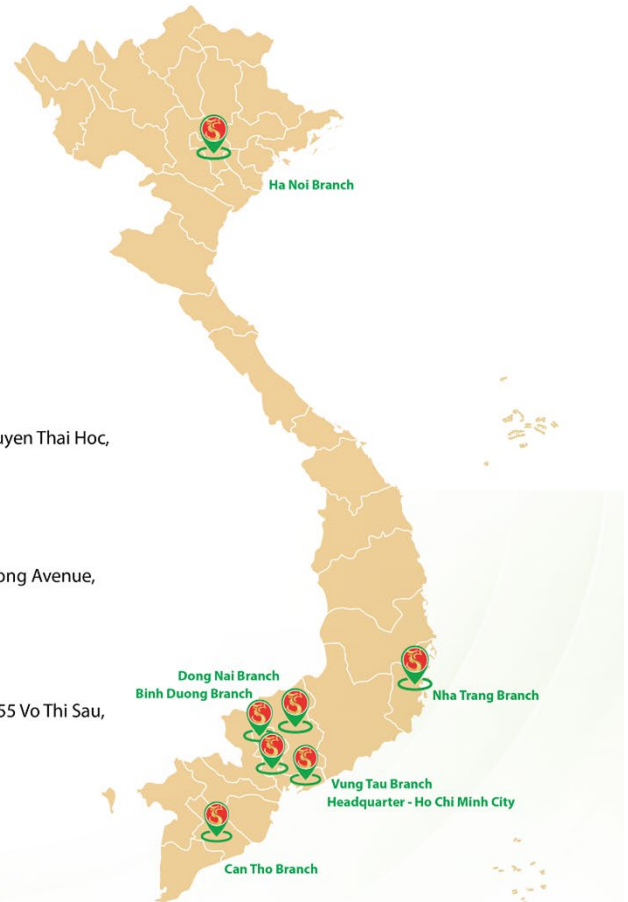 Ha Noi Branch
uyen Thai Hoc,
ong Avenue,
Dong Nai Branch
Binh Duong Branch
Nha Trang Branch
55 Vo Thi Sau,
Vung Tau Branch
Headquarter - Ho Chi Minh City
Can Tho Branch